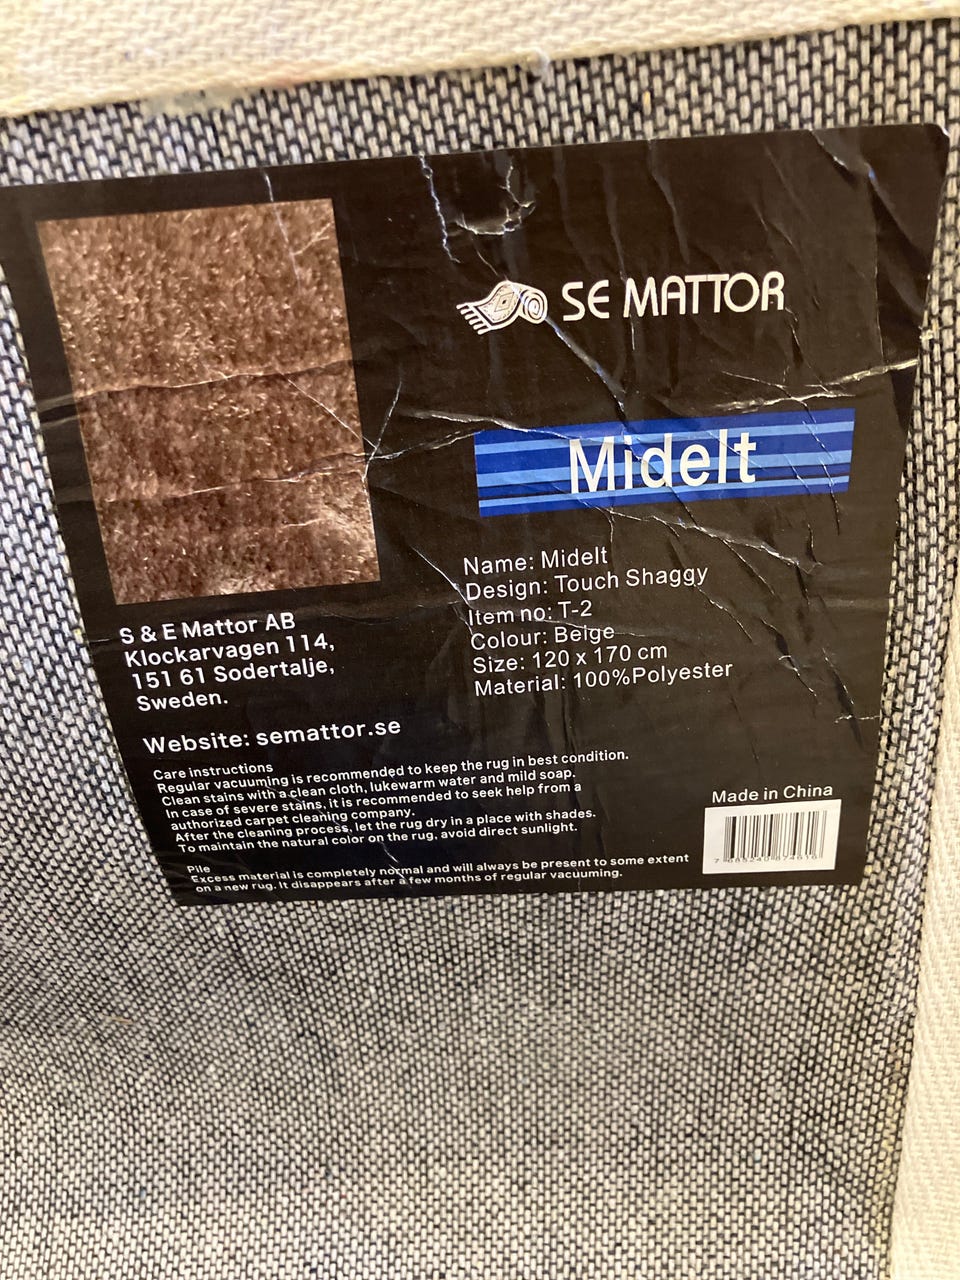 SE MATTOR
Midelt
Name: Midelt
Design: Touch Shaggy
Item no: T-2
Colour: Beige
Size: 120 x 170 cm
Material: 100%Polyester
S & E Mattor AB
Klockarvagen 114,
151 61 Sodertalje,
Sweden.
Website: semattor.se
Care instructions
Regular vacuuming is recommended to keep the rug in best condition.
Clean stains with a clean cloth, lukewarm water and mild soap.
In case of severe stains, it is recommended to seek help from a
authorized carpet cleaning company.
After the cleaning process, let the rug dry in a place with shades.
To maintain the natural color on the rug, avoid direct sunlight.
Pile
Excess material is completely normal and will always be present to some extent
on a new rug. It disappears after a few months of regular vacuuming.
Made in China